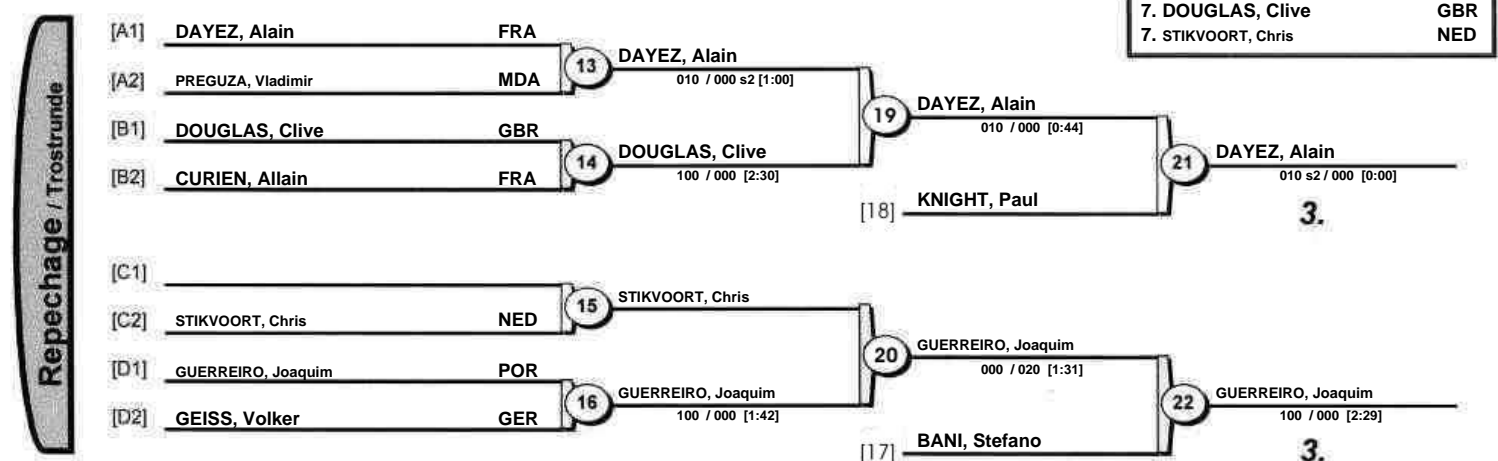 7. DOUGLAS, Clive GBR
7. STIKVOORT, Chris NED
Repechage / Trostrunde
[A1] DAYEZ, Alain FRA
[A2] PREGUZA, Vladimir MDA
13 DAYEZ, Alain
010 / 000 s2 [1:00]
[B1] DOUGLAS, Clive GBR
[B2] CURIEN, Allain FRA
14 DOUGLAS, Clive
100 / 000 [2:30]
19 DAYEZ, Alain
010 / 000 [0:44]
[18] KNIGHT, Paul
21 DAYEZ, Alain
010 s2 / 000 [0:00]
3.
[C1]
[C2] STIKVOORT, Chris NED
15 STIKVOORT, Chris
[D1] GUERREIRO, Joaquim POR
[D2] GEISS, Volker GER
16 GUERREIRO, Joaquim
100 / 000 [1:42]
20 GUERREIRO, Joaquim
000 / 020 [1:31]
[17] BANI, Stefano
22 GUERREIRO, Joaquim
100 / 000 [2:29]
3.